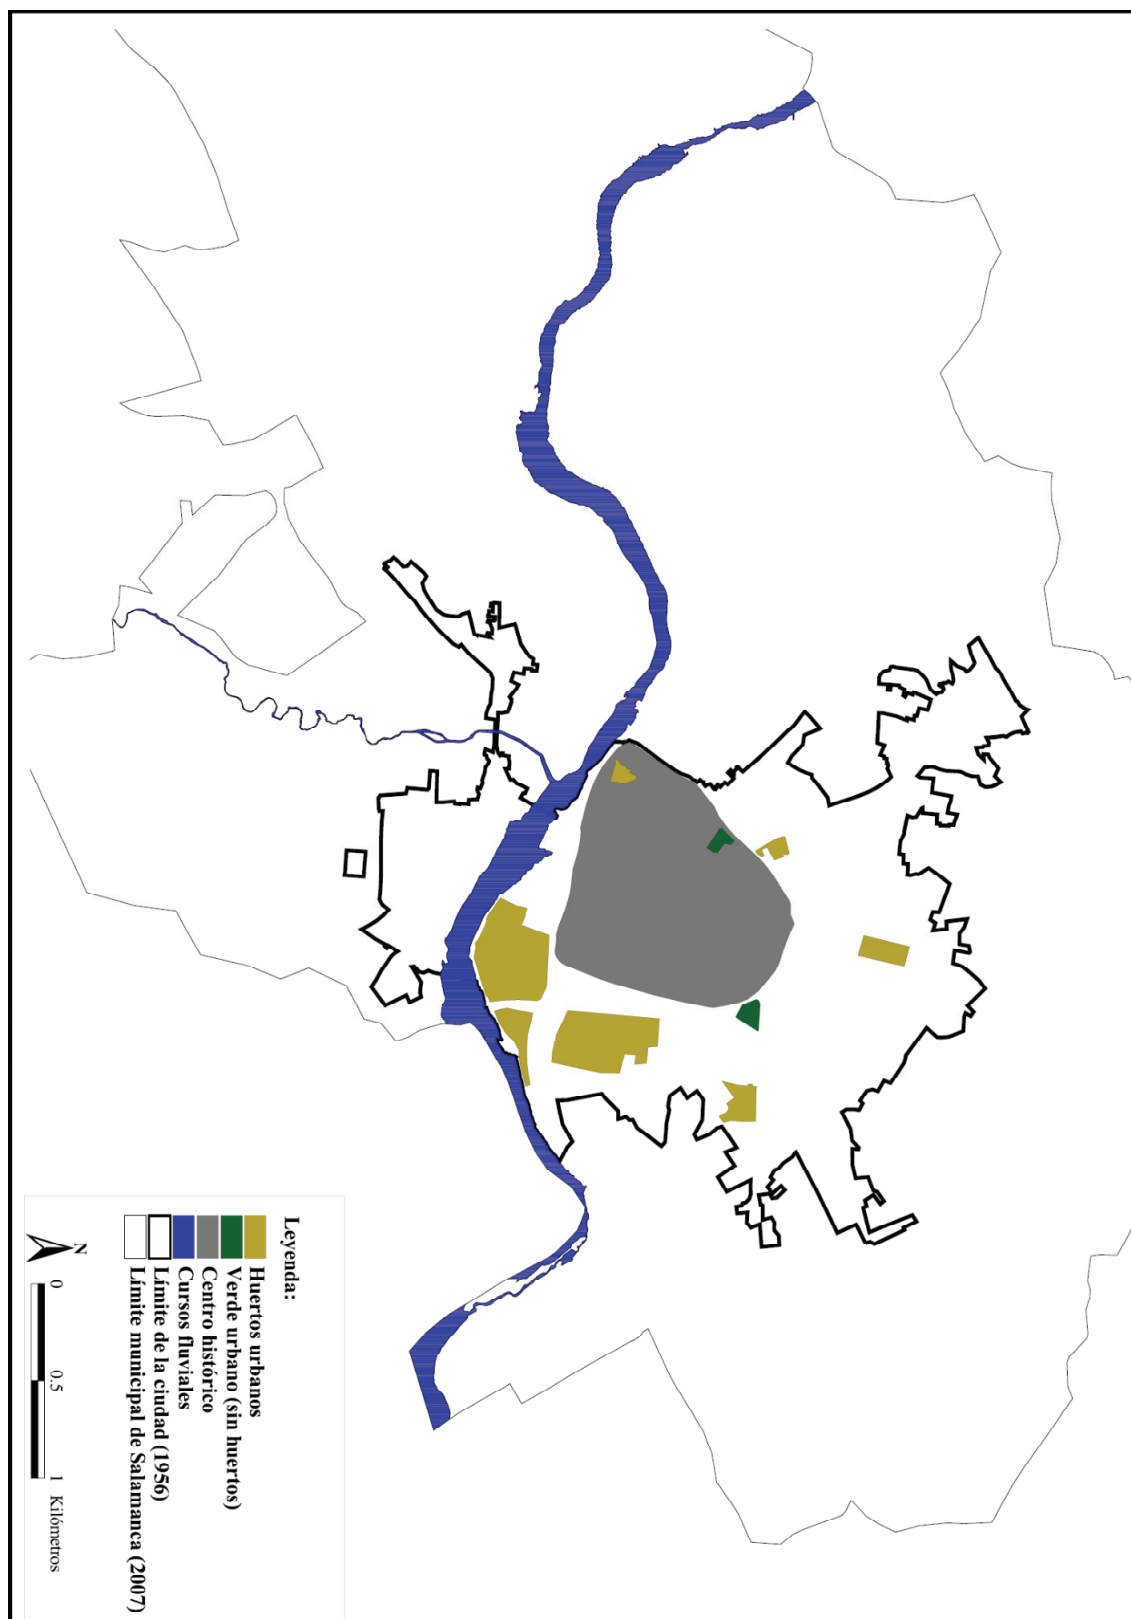 Leyenda:
Huertos urbanos
Verde urbano (sin huertos)
Centro histórico
Cursos fluviales
Límite de la ciudad (1956)
Límite municipal de Salamanca (2007)
N
0 0.5 1 Kilómetros